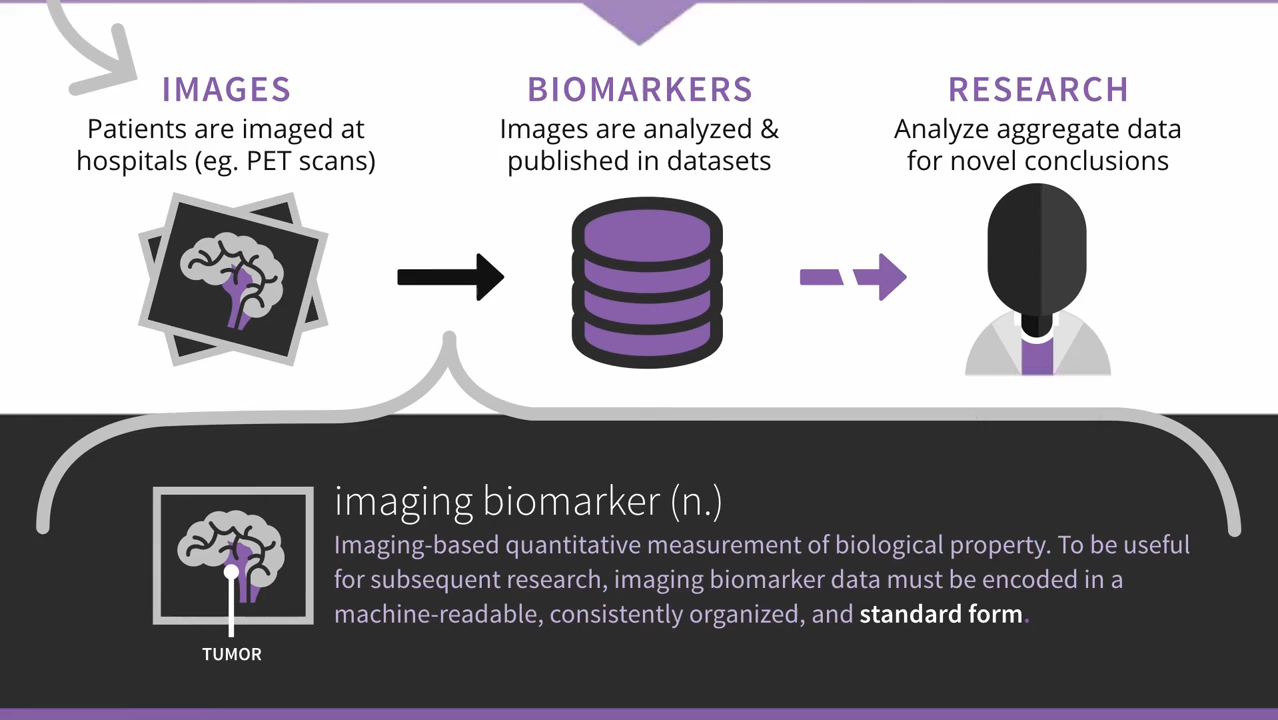 IMAGES
Patients are imaged at
hospitals (eg. PET scans)
BIOMARKERS
Images are analyzed &
published in datasets
RESEARCH
Analyze aggregate data
for novel conclusions
imaging biomarker (n.)
Imaging-based quantitative measurement of biological property. To be useful
for subsequent research, imaging biomarker data must be encoded in a
machine-readable, consistently organized, and standard form.
TUMOR